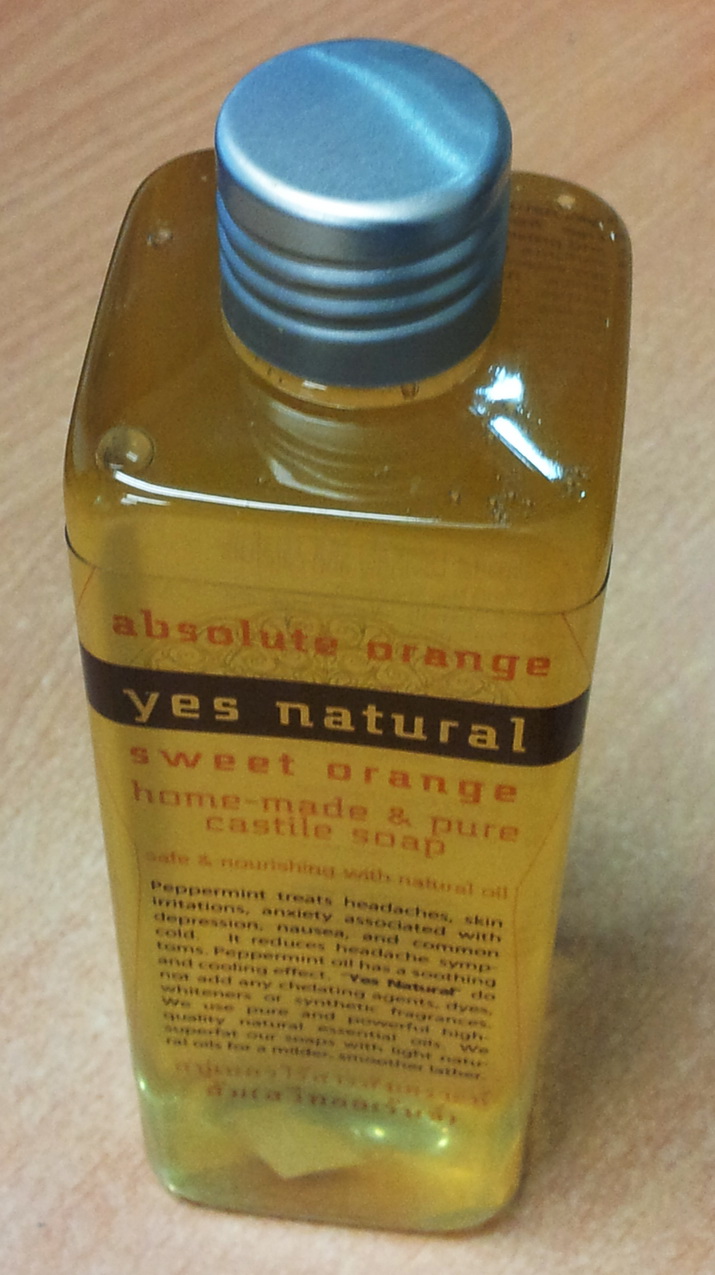 absolute orange
yes natural
sweet orange
home-made & pure
castile soap
safe & nourishing with natural oil
Peppermint treats headaches, skin
irritations, anxiety associated with
depression, nausea, and common
cold. It reduces headache symp-
toms. Peppermint oil has a soothing
and cooling effect. "Yes Natural" do
not add any chelating agents, dyes,
whiteners or synthetic fragrances.
We use pure and powerful high-
quality natural essential oils. We
superfat our soaps with light natu-
ral oils for a milder, smoother lather.